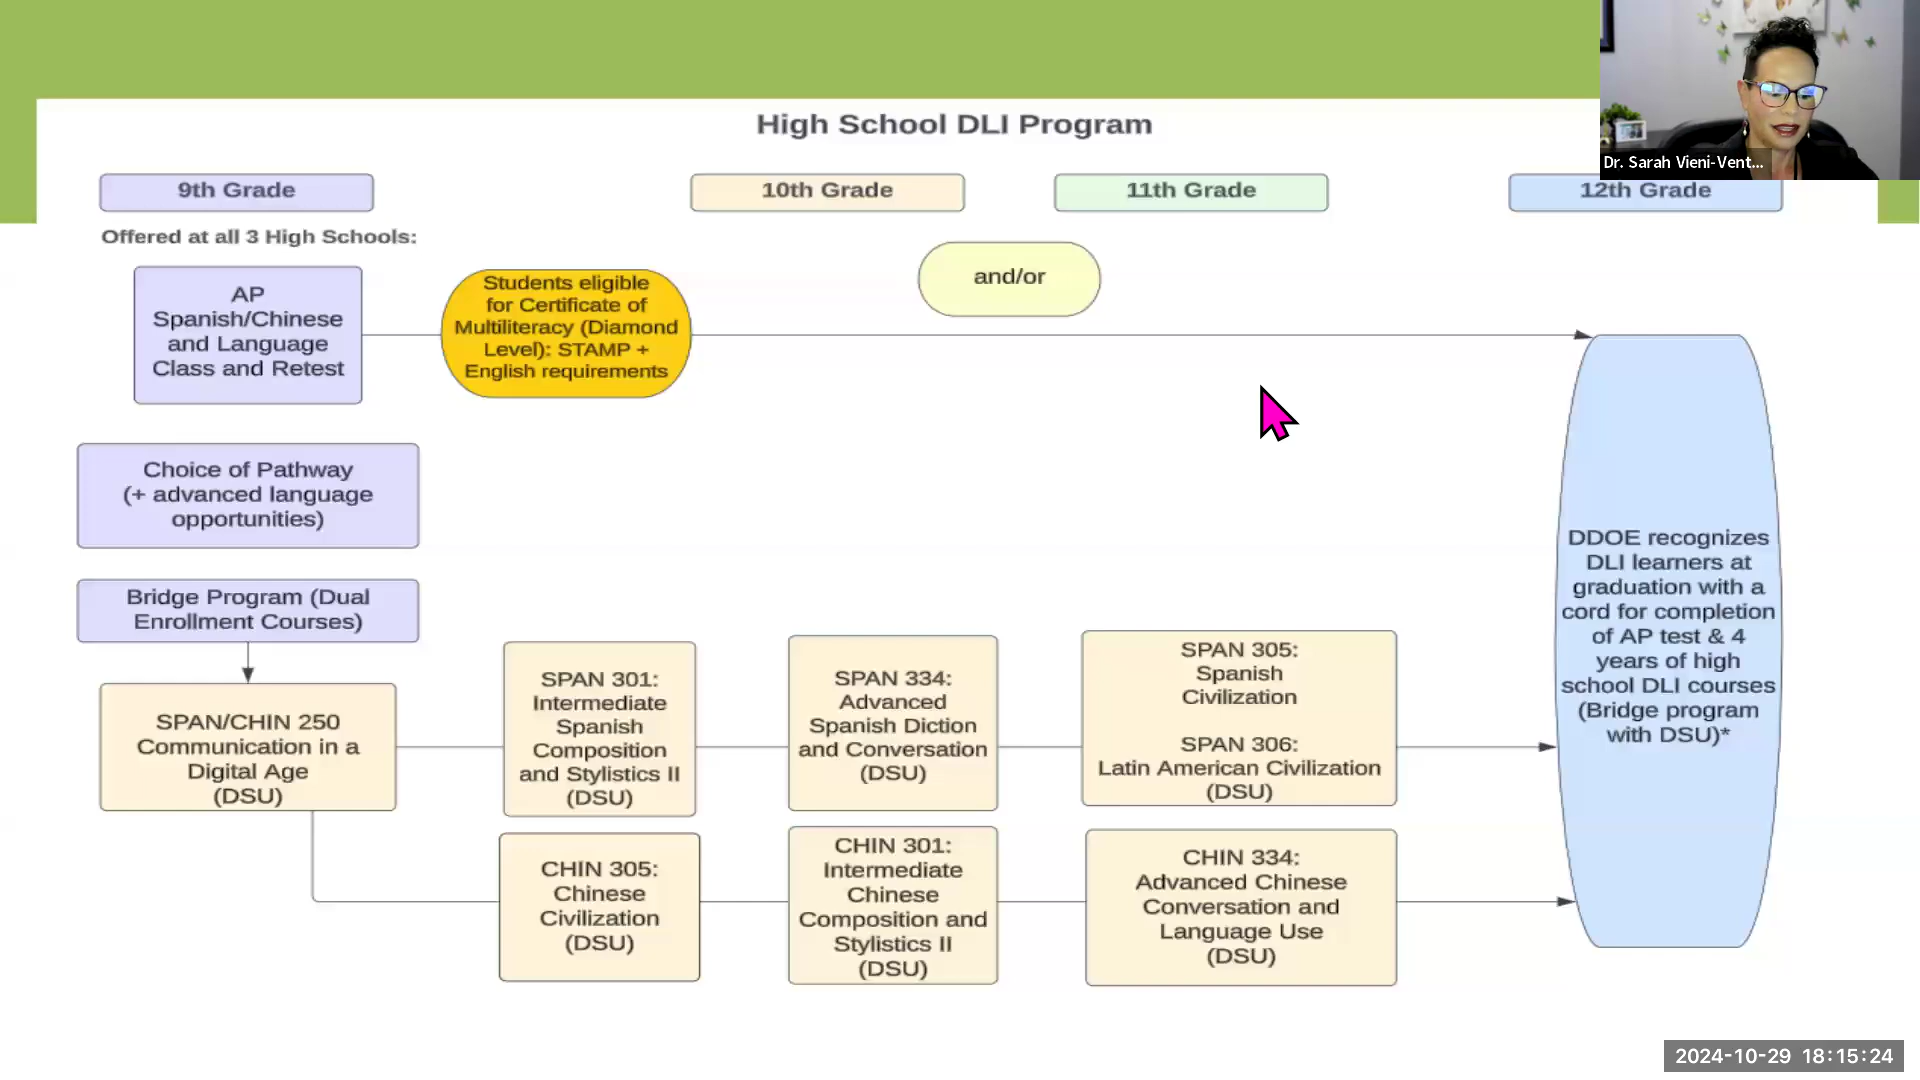 High School DLI Program
Dr. Sarah Vieni-Vent...
9th Grade
10th Grade
11th Grade
12th Grade
Offered at all 3 High Schools:
AP
Spanish/Chinese
and Language
Class and Retest
Students eligible
for Certificate of
Multiliteracy (Diamond
Level): STAMP +
English requirements
and/or
Choice of Pathway
(+ advanced language
opportunities)
Bridge Program (Dual
Enrollment Courses)
SPAN/CHIN 250
Communication in a
Digital Age
(DSU)
SPAN 301:
Intermediate
Spanish
Composition
and Stylistics II
(DSU)
SPAN 334:
Advanced
Spanish Diction
and Conversation
(DSU)
SPAN 305:
Spanish
Civilization
SPAN 306:
Latin American Civilization
(DSU)
CHIN 305:
Chinese
Civilization
(DSU)
CHIN 301:
Intermediate
Chinese
Composition and
Stylistics II
(DSU)
CHIN 334:
Advanced Chinese
Conversation and
Language Use
(DSU)
DDOE recognizes
DLI learners at
graduation with a
cord for completion
of AP test & 4
years of high
school DLI courses
(Bridge program
with DSU)*
2024-10-29 18:15:24